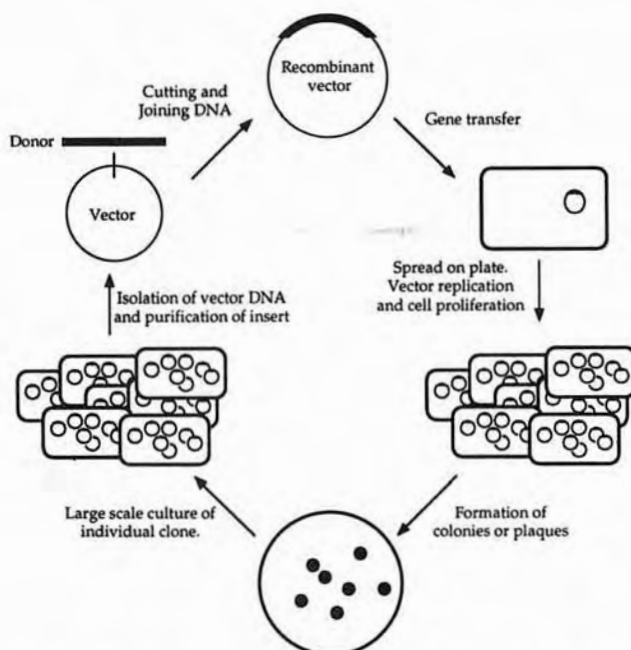 Recombinant
vector
Cutting and
Joining DNA
Gene transfer
Donor
Vector
Spread on plate.
Vector replication
and cell proliferation
Isolation of vector DNA
and purification of insert
Large scale culture of
individual clone.
Formation of
colonies or plaques